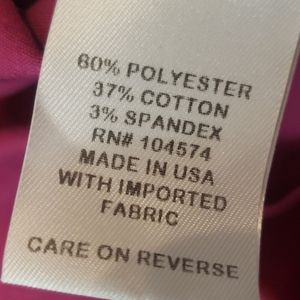 60% POLYESTER
37% COTTON
3% SPANDEX
RN# 104574
MADE IN USA
WITH IMPORTED
FABRIC
CARE ON REVERSE